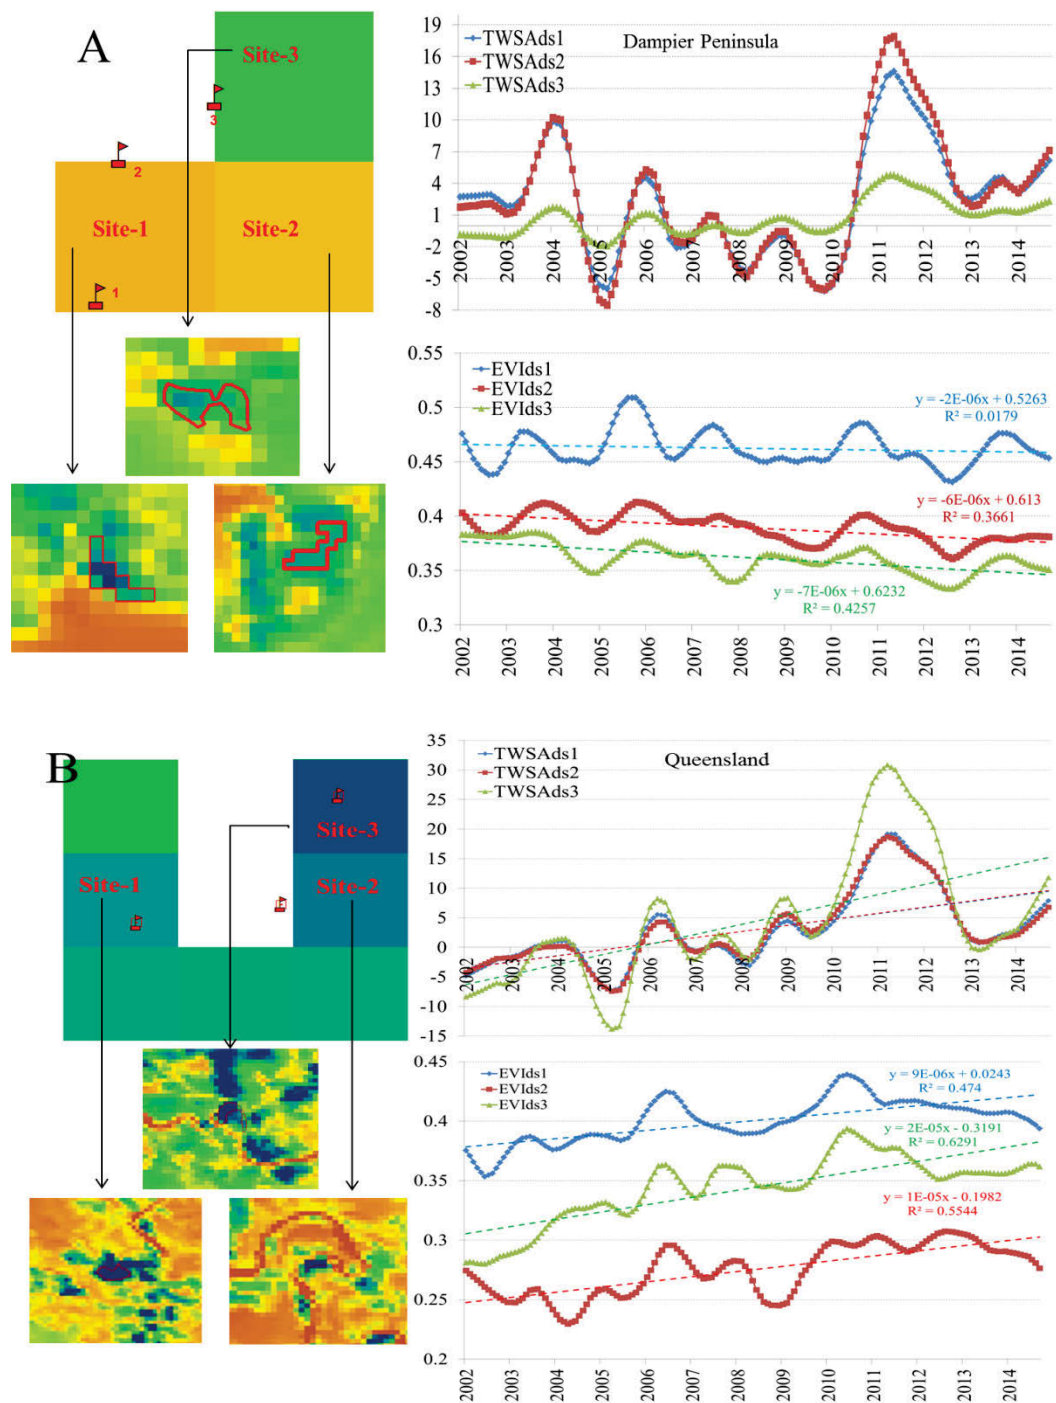 A
Site-3
3
2
Site-1
Site-2
1
TWSAds1
TWSAds2
TWSAds3
Dampier Peninsula
19
16
13
10
7
4
1
-2
-5
-8
2002
2003
2004
2005
2006
2007
2008
2009
2010
2011
2012
2013
2014
0.55
0.5
0.45
0.4
0.35
0.3
EVIds1
EVIds2
EVIds3
y = -2E-06x + 0.5263
R² = 0.0179
y = -6E-06x + 0.613
R² = 0.3661
y = -7E-06x + 0.6232
R² = 0.4257
2002
2003
2004
2005
2006
2007
2008
2009
2010
2011
2012
2013
2014
B
Site-3
Site-1
Site-2
TWSAds1
TWSAds2
TWSAds3
Queensland
35
30
25
20
15
10
5
0
-5
-10
-15
2002
2003
2004
2005
2006
2007
2008
2009
2010
2011
2012
2013
2014
0.45
0.4
0.35
0.3
0.25
0.2
EVIds1
EVIds2
EVIds3
y = 9E-06x + 0.0243
R² = 0.474
y = 2E-05x - 0.3191
R² = 0.6291
y = 1E-05x - 0.1982
R² = 0.5544
2002
2003
2004
2005
2006
2007
2008
2009
2010
2011
2012
2013
2014